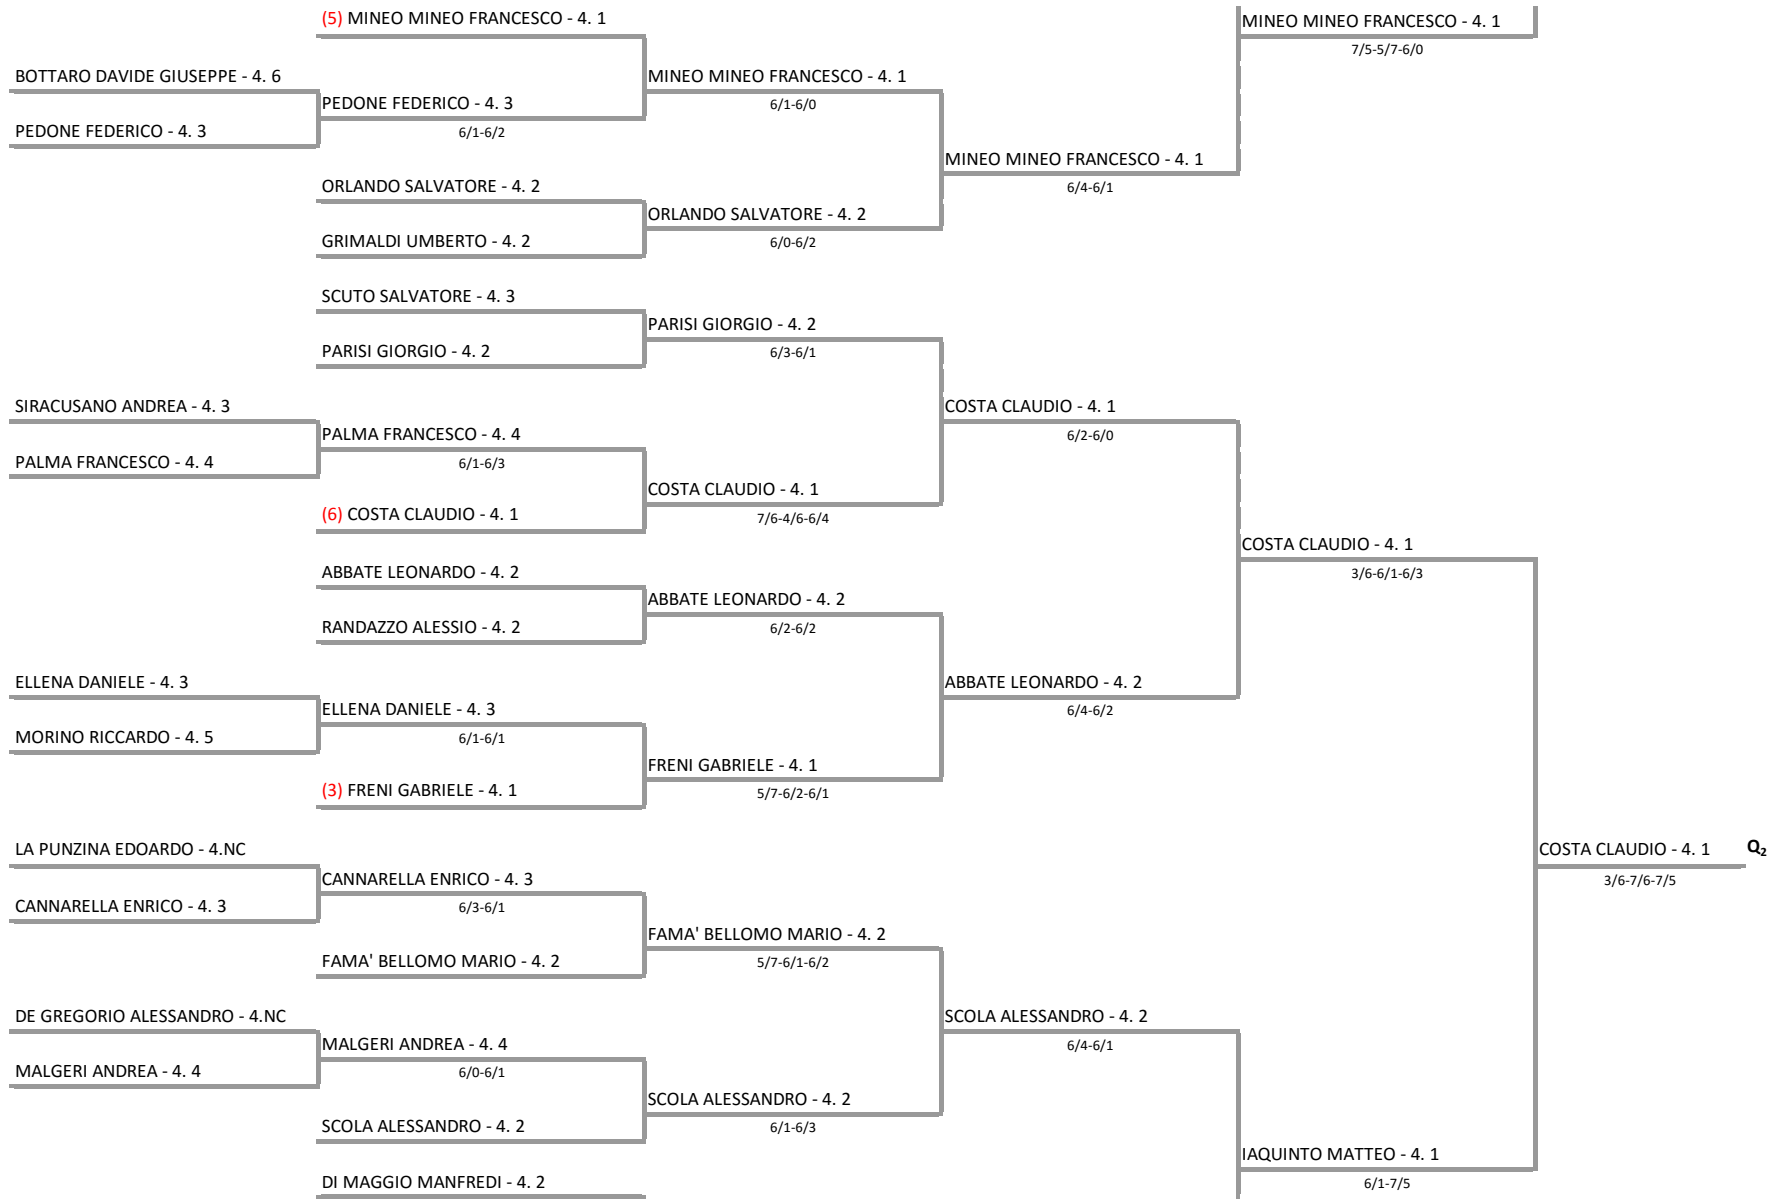 (5) MINEO MINEO FRANCESCO - 4. 1
MINEO MINEO FRANCESCO - 4. 1
7/5-5/7-6/0
BOTTARO DAVIDE GIUSEPPE - 4. 6
MINEO MINEO FRANCESCO - 4. 1
PEDONE FEDERICO - 4. 3
6/1-6/0
PEDONE FEDERICO - 4. 3
6/1-6/2
MINEO MINEO FRANCESCO - 4. 1
ORLANDO SALVATORE - 4. 2
6/4-6/1
ORLANDO SALVATORE - 4. 2
GRIMALDI UMBERTO - 4. 2
6/0-6/2
SCUTO SALVATORE - 4. 3
PARISI GIORGIO - 4. 2
PARISI GIORGIO - 4. 2
6/3-6/1
SIRACUSANO ANDREA - 4. 3
COSTA CLAUDIO - 4. 1
PALMA FRANCESCO - 4. 4
6/2-6/0
PALMA FRANCESCO - 4. 4
6/1-6/3
COSTA CLAUDIO - 4. 1
(6) COSTA CLAUDIO - 4. 1
7/6-4/6-6/4
COSTA CLAUDIO - 4. 1
ABBATE LEONARDO - 4. 2
3/6-6/1-6/3
ABBATE LEONARDO - 4. 2
RANDAZZO ALESSIO - 4. 2
6/2-6/2
ELLENA DANIELE - 4. 3
ABBATE LEONARDO - 4. 2
ELLENA DANIELE - 4. 3
6/4-6/2
MORINO RICCARDO - 4. 5
6/1-6/1
FRENI GABRIELE - 4. 1
(3) FRENI GABRIELE - 4. 1
5/7-6/2-6/1
LA PUNZINA EDOARDO - 4.NC
COSTA CLAUDIO - 4. 1 Q2
CANNARELLA ENRICO - 4. 3
3/6-7/6-7/5
CANNARELLA ENRICO - 4. 3
6/3-6/1
FAMA' BELLOMO MARIO - 4. 2
FAMA' BELLOMO MARIO - 4. 2
5/7-6/1-6/2
DE GREGORIO ALESSANDRO - 4.NC
SCOLA ALESSANDRO - 4. 2
MALGERI ANDREA - 4. 4
6/4-6/1
MALGERI ANDREA - 4. 4
6/0-6/1
SCOLA ALESSANDRO - 4. 2
SCOLA ALESSANDRO - 4. 2
6/1-6/3
IAQUINTO MATTEO - 4. 1
DI MAGGIO MANFREDI - 4. 2
6/1-7/5